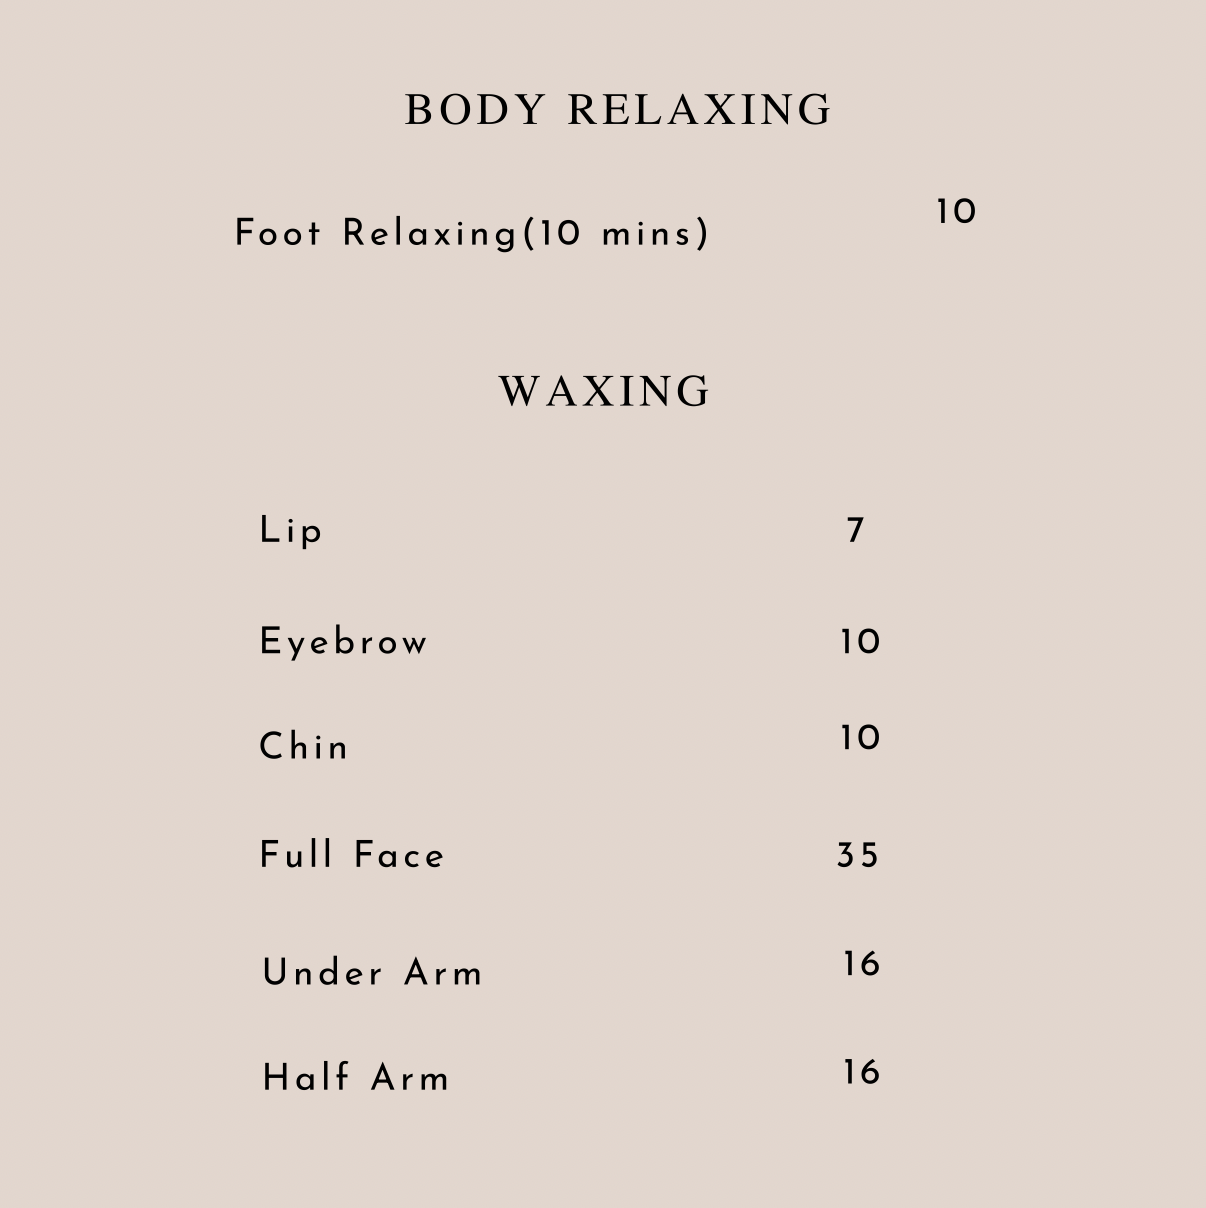 BODY RELAXING
Foot Relaxing(10 mins) 10
WAXING
Lip 7
Eyebrow 10
Chin 10
Full Face 35
Under Arm 16
Half Arm 16